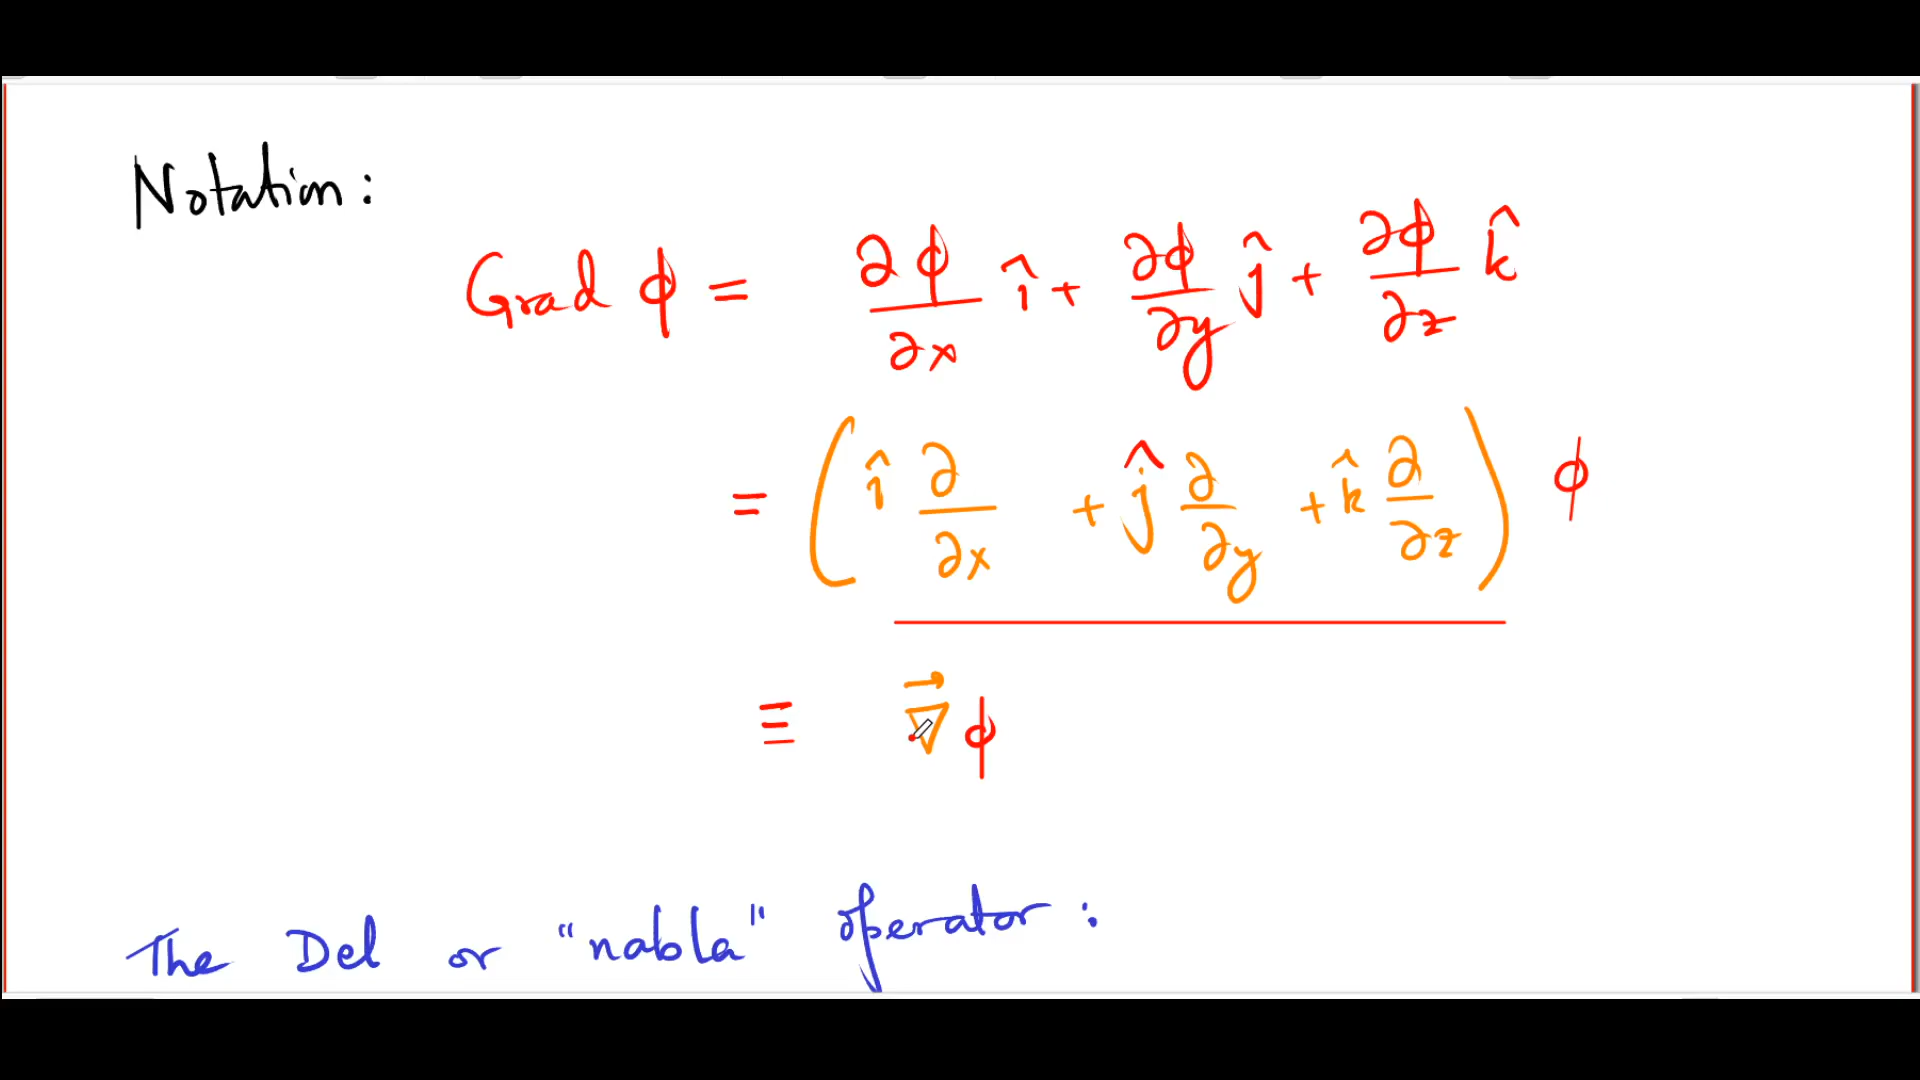 Notation:
Grad ϕ = ∂ϕ/∂x î + ∂ϕ/∂y ĵ + ∂ϕ/∂z k̂
= ( î ∂/∂x + ĵ ∂/∂y + k̂ ∂/∂z ) ϕ
≡ ∇⃗ ϕ
The Del or "nabla" operator: